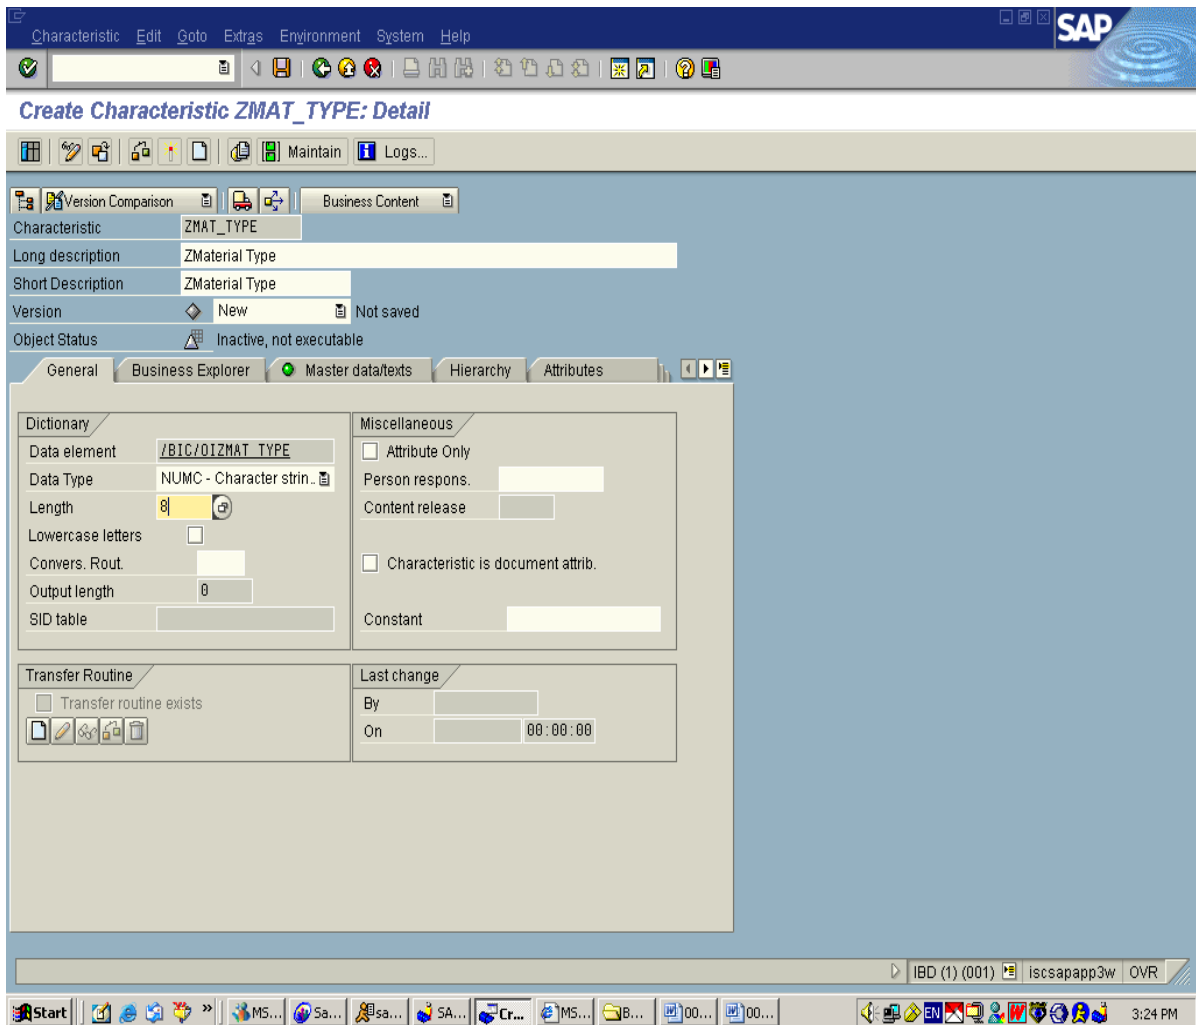 Characteristic Edit Goto Extras Environment System Help
SAP
Create Characteristic ZMAT_TYPE: Detail
Maintain Logs...
Version Comparison Business Content
Characteristic ZMAT_TYPE
Long description ZMaterial Type
Short Description ZMaterial Type
Version New Not saved
Object Status Inactive, not executable
General Business Explorer Master data/texts Hierarchy Attributes
Dictionary
Data element /BIC/OIZMAT_TYPE
Data Type NUMC - Character strin..
Length 8
Lowercase letters
Convers. Rout.
Output length 0
SID table
Miscellaneous
Attribute Only
Person respons.
Content release
Characteristic is document attrib.
Constant
Transfer Routine
Transfer routine exists
Last change
By
On 00:00:00
IBD (1) (001) iscsapapp3w OVR
Start » MS... Sa... sa... SA... Cr... MS... B... 00... 00... EN W 3:24 PM